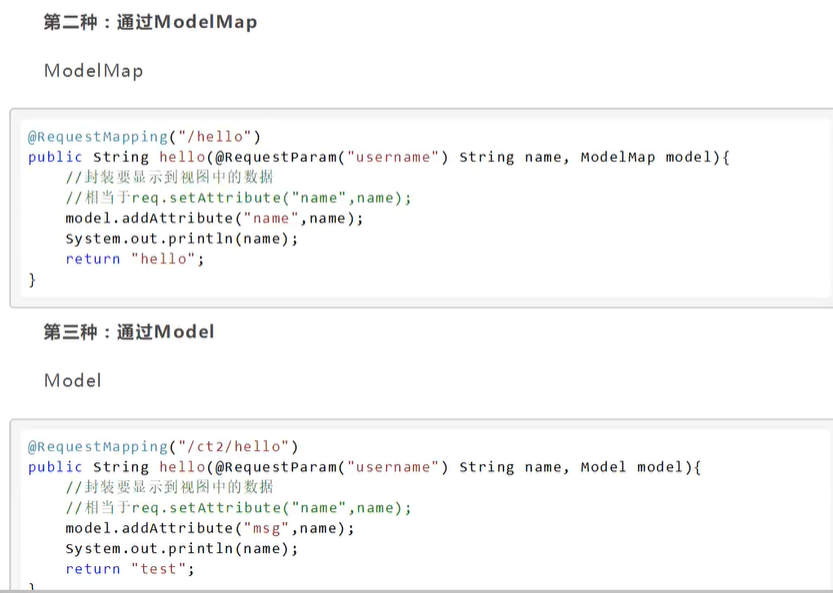 第二种：通过ModelMap
ModelMap
@RequestMapping("/hello")
public String hello(@RequestParam("username") String name, ModelMap model){
//封装要显示到视图中的数据
//相当于req.setAttribute("name",name);
model.addAttribute("name",name);
System.out.println(name);
return "hello";
}
第三种：通过Model
Model
@RequestMapping("/ct2/hello")
public String hello(@RequestParam("username") String name, Model model){
//封装要显示到视图中的数据
//相当于req.setAttribute("name",name);
model.addAttribute("msg",name);
System.out.println(name);
return "test";
}